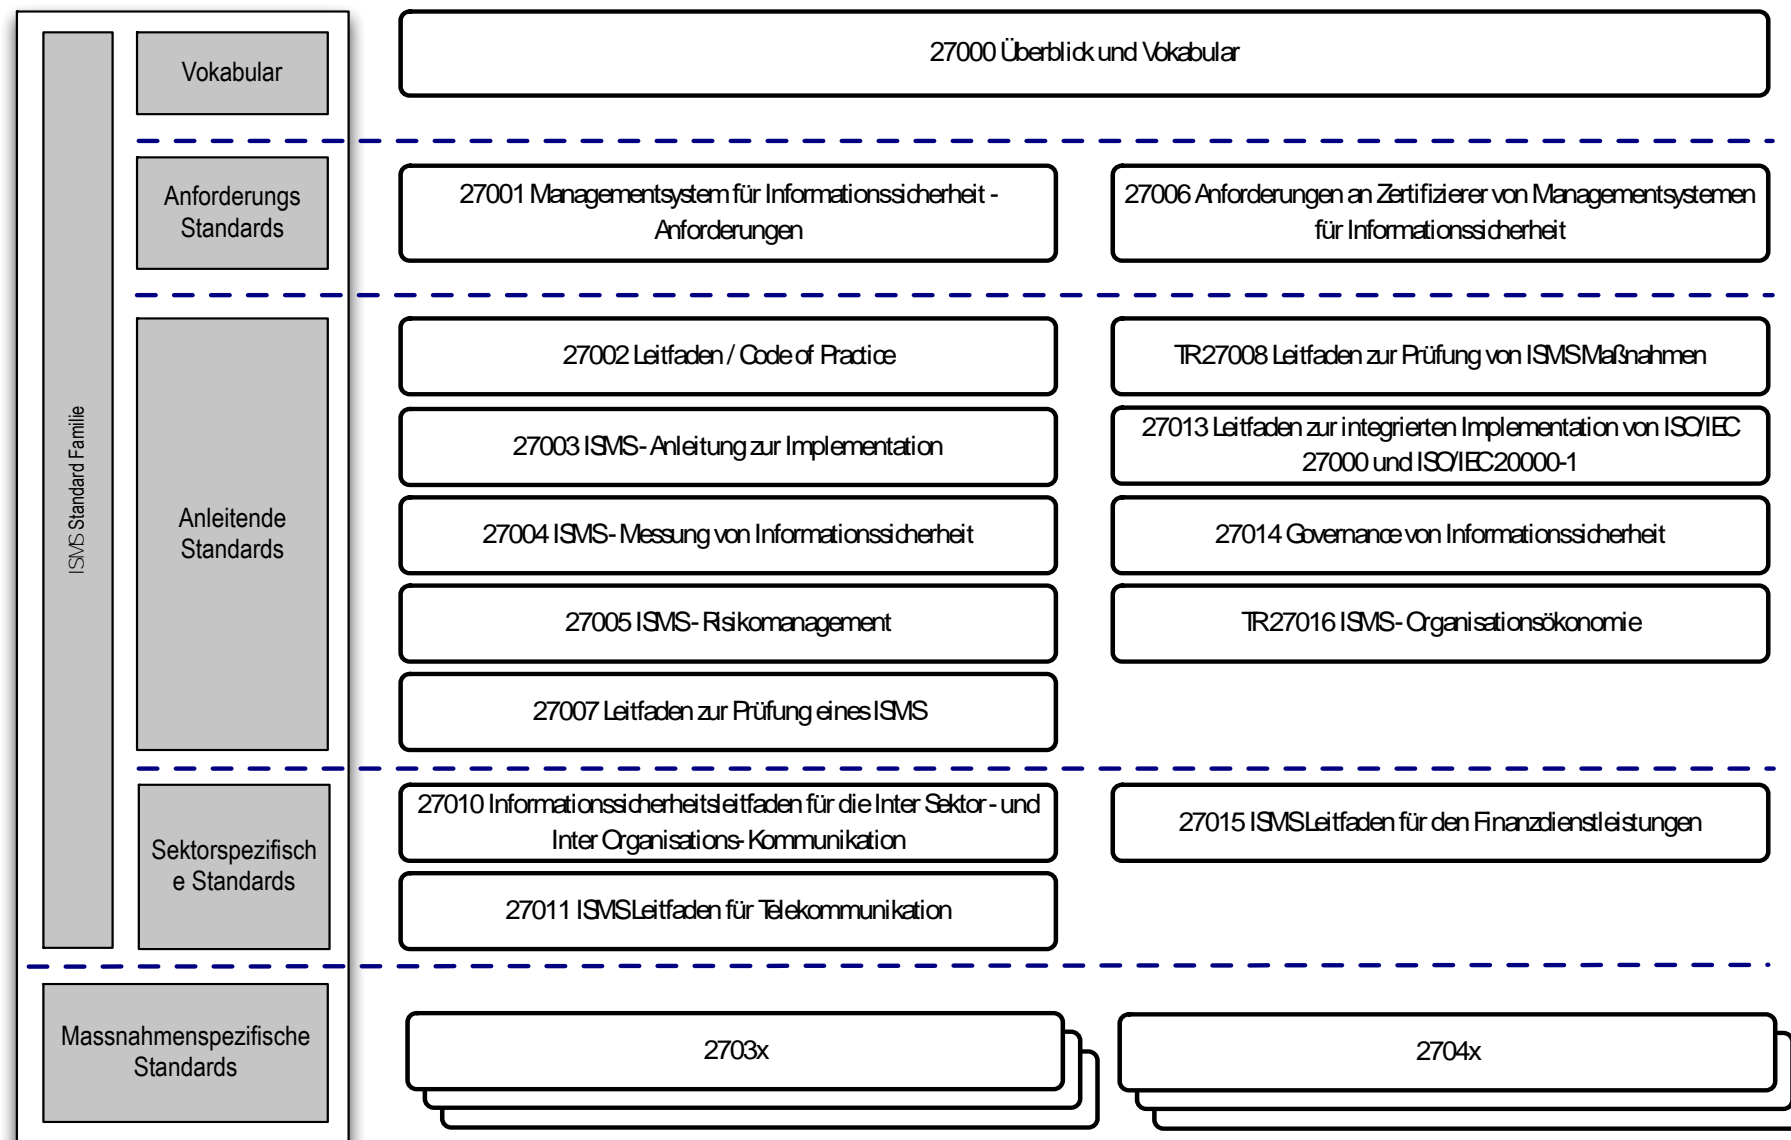 ISMS Standard Familie
Vokabular
27000 Überblick und Vokabular
Anforderungs
Standards
27001 Managementsystem für Informationssicherheit -
Anforderungen
27006 Anforderungen an Zertifizierer von Managementsystemen
für Informationssicherheit
Anleitende
Standards
27002 Leitfaden / Code of Practice
TR27008 Leitfaden zur Prüfung von ISMS Maßnahmen
27003 ISMS - Anleitung zur Implementation
27013 Leitfaden zur integrierten Implementation von ISO/IEC
27000 und ISO/IEC 20000-1
27004 ISMS - Messung von Informationssicherheit
27014 Governance von Informationssicherheit
27005 ISMS - Risikomanagement
TR27016 ISMS - Organisationsökonomie
27007 Leitfaden zur Prüfung eines ISMS
Sektorspezifisch
e Standards
27010 Informationssicherheitsleitfaden für die Inter Sektor - und
Inter Organisations- Kommunikation
27015 ISMS Leitfaden für den Finanzdienstleistungen
27011 ISMS Leitfaden für Telekommunikation
Massnahmenspezifische
Standards
2703x
2704x